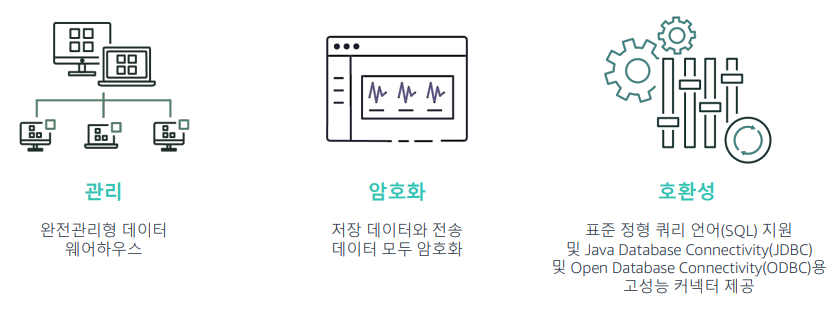 관리
완전관리형 데이터
웨어하우스
암호화
저장 데이터와 전송
데이터 모두 암호화
호환성
표준 정형 쿼리 언어(SQL) 지원
및 Java Database Connectivity(JDBC)
및 Open Database Connectivity(ODBC)용
고성능 커넥터 제공